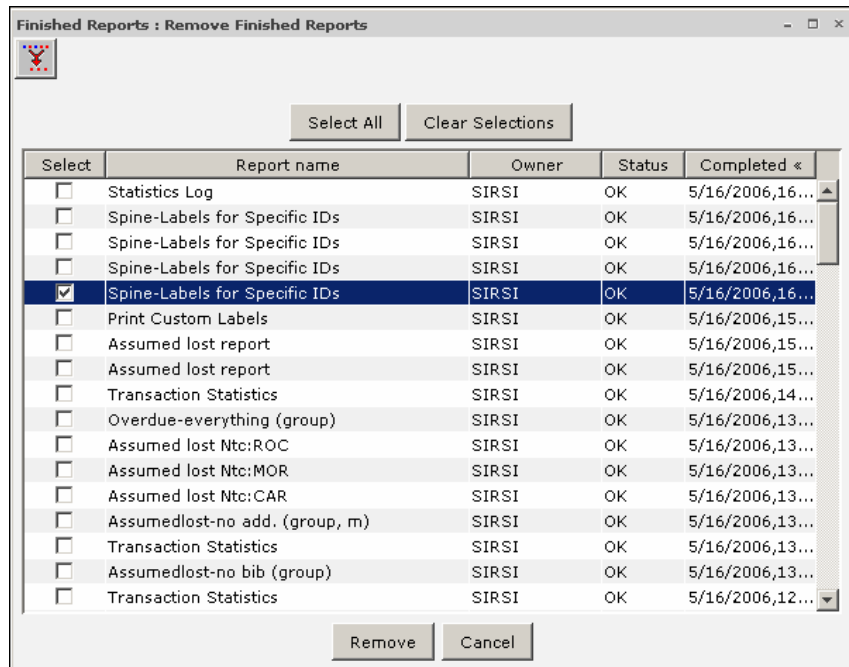 Finished Reports : Remove Finished Reports
Select All Clear Selections
Select Report name Owner Status Completed «
Statistics Log SIRSI OK 5/16/2006,16...
Spine-Labels for Specific IDs SIRSI OK 5/16/2006,16...
Spine-Labels for Specific IDs SIRSI OK 5/16/2006,16...
Spine-Labels for Specific IDs SIRSI OK 5/16/2006,16...
Spine-Labels for Specific IDs SIRSI OK 5/16/2006,16...
Print Custom Labels SIRSI OK 5/16/2006,15...
Assumed lost report SIRSI OK 5/16/2006,15...
Assumed lost report SIRSI OK 5/16/2006,15...
Transaction Statistics SIRSI OK 5/16/2006,14...
Overdue-everything (group) SIRSI OK 5/16/2006,13...
Assumed lost Ntc:ROC SIRSI OK 5/16/2006,13...
Assumed lost Ntc:MOR SIRSI OK 5/16/2006,13...
Assumed lost Ntc:CAR SIRSI OK 5/16/2006,13...
Assumedlost-no add. (group, m) SIRSI OK 5/16/2006,13...
Transaction Statistics SIRSI OK 5/16/2006,13...
Assumedlost-no bib (group) SIRSI OK 5/16/2006,13...
Transaction Statistics SIRSI OK 5/16/2006,12...
Remove Cancel